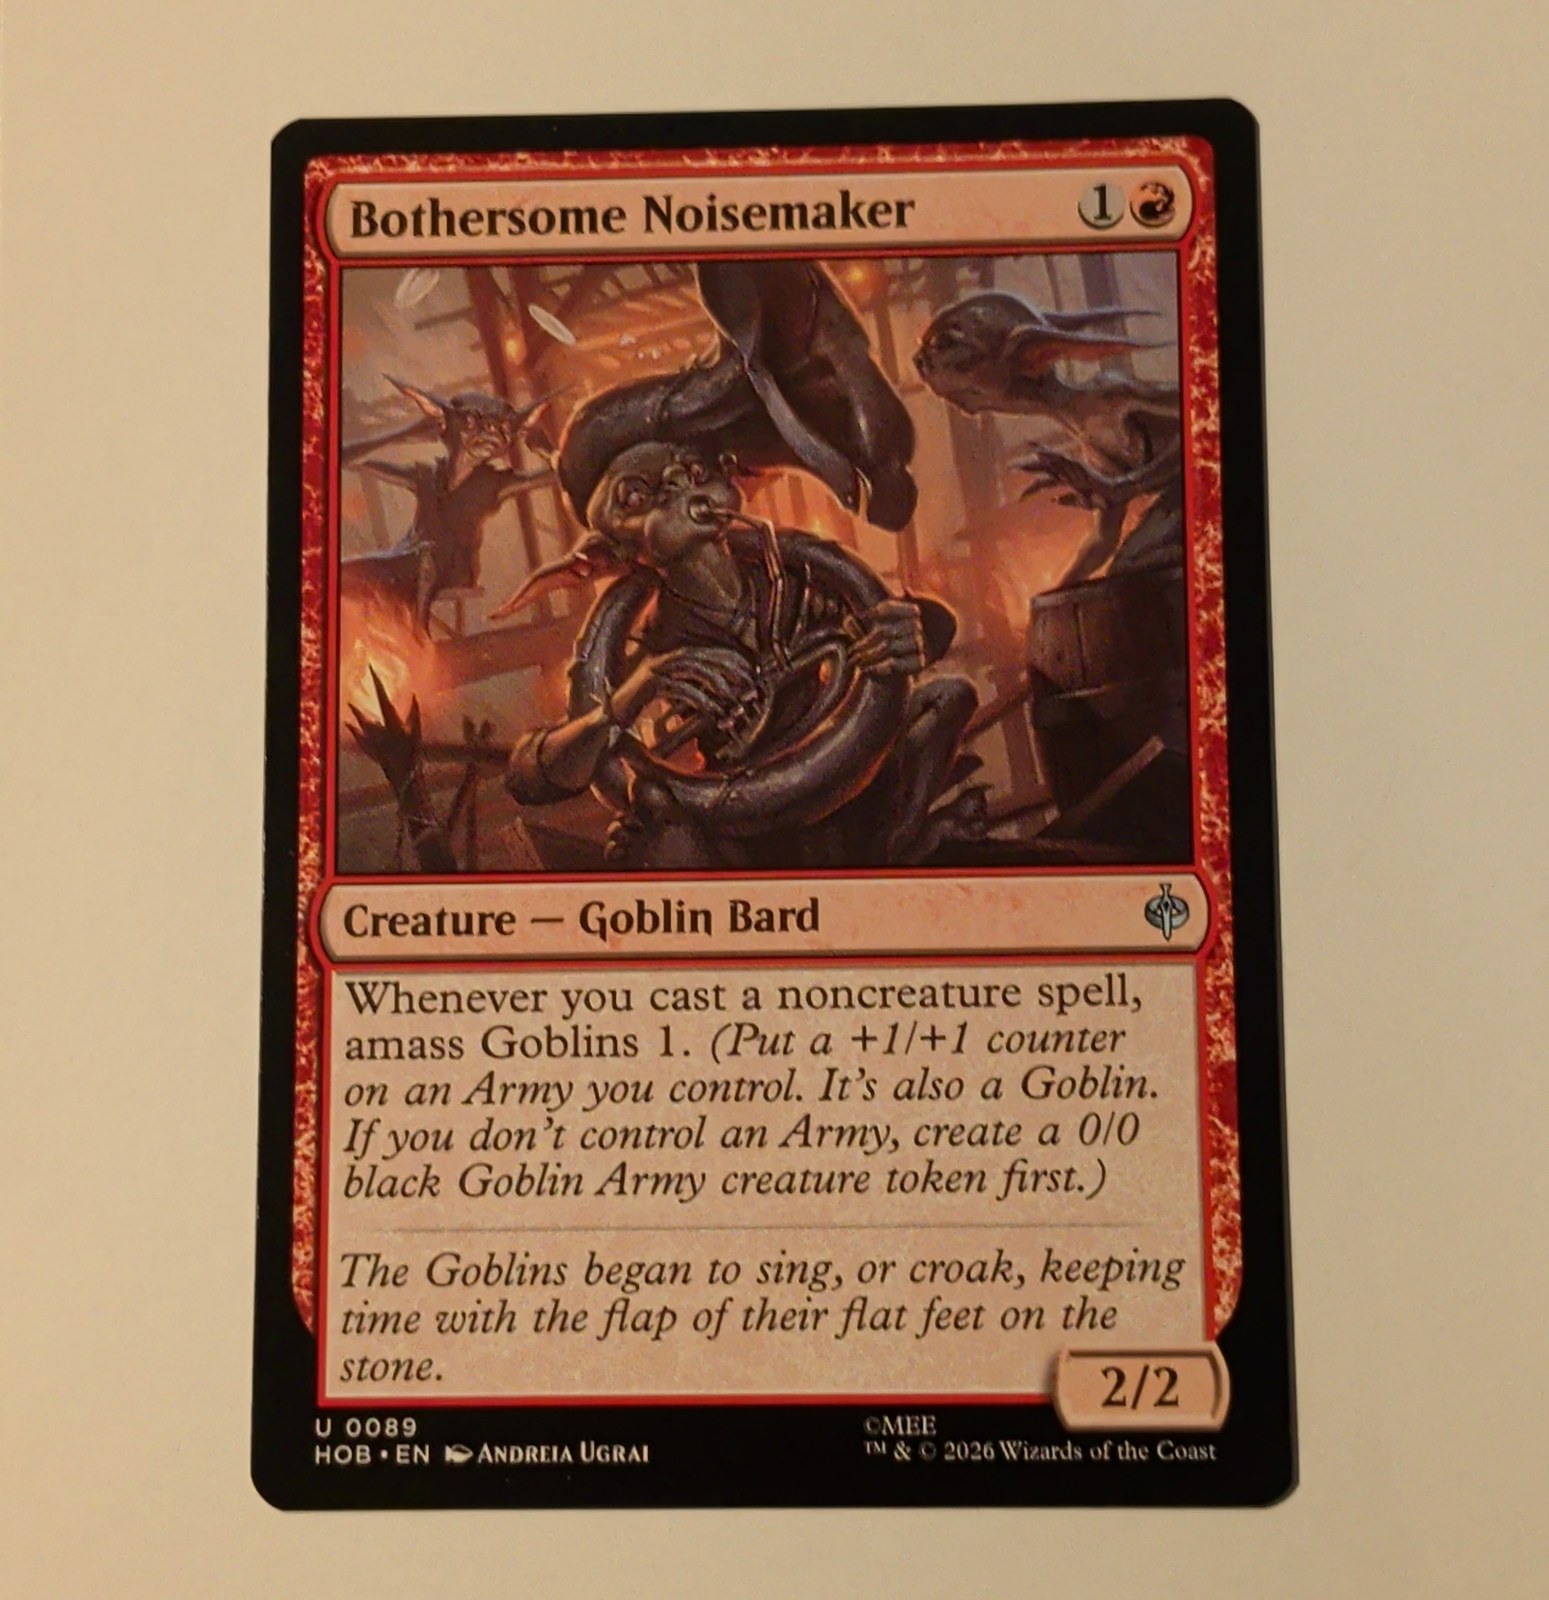 Bothersome Noisemaker 1
Creature — Goblin Bard
Whenever you cast a noncreature spell,
amass Goblins 1. (Put a +1/+1 counter
on an Army you control. It's also a Goblin.
If you don't control an Army, create a 0/0
black Goblin Army creature token first.)
The Goblins began to sing, or croak, keeping
time with the flap of their flat feet on the
stone.
2/2
U 0089
HOB • EN ANDREIA UGRAI
©MEE
™ & © 2026 Wizards of the Coast